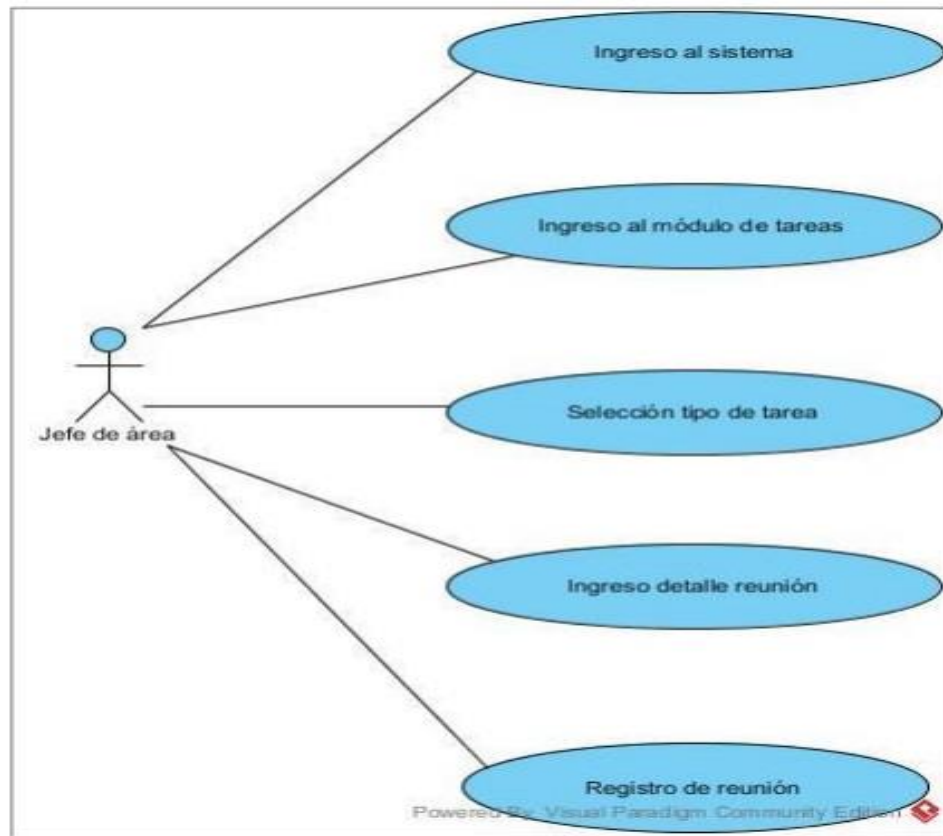 Ingreso al sistema
Ingreso al módulo de tareas
Jefe de área
Selección tipo de tarea
Ingreso detalle reunión
Registro de reunión
Powered By Visual Paradigm Community Edition